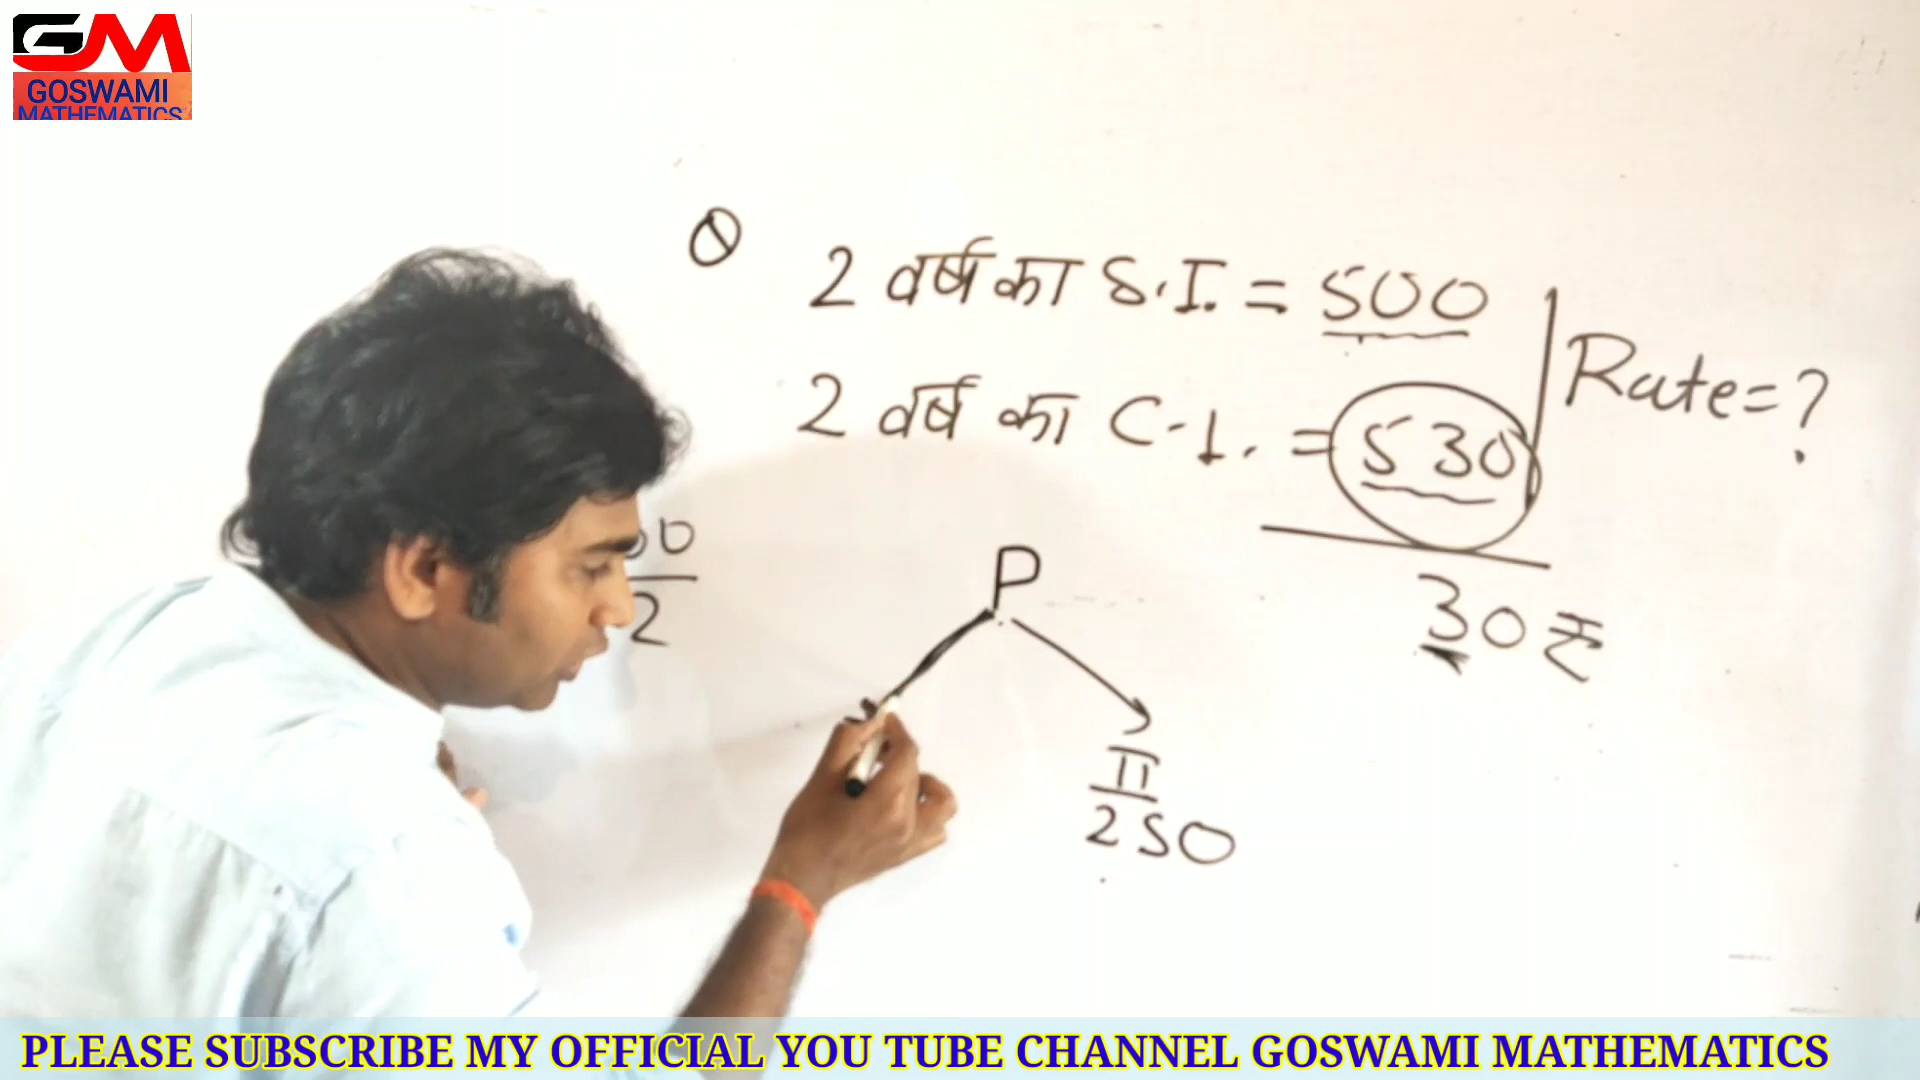 GM
GOSWAMI
MATHEMATICS
2 वर्ष का S.I. = 500
2 वर्ष का C.I. = 530
Rate = ?
30 ₹
0
2
P
II
250
PLEASE SUBSCRIBE MY OFFICIAL YOU TUBE CHANNEL GOSWAMI MATHEMATICS